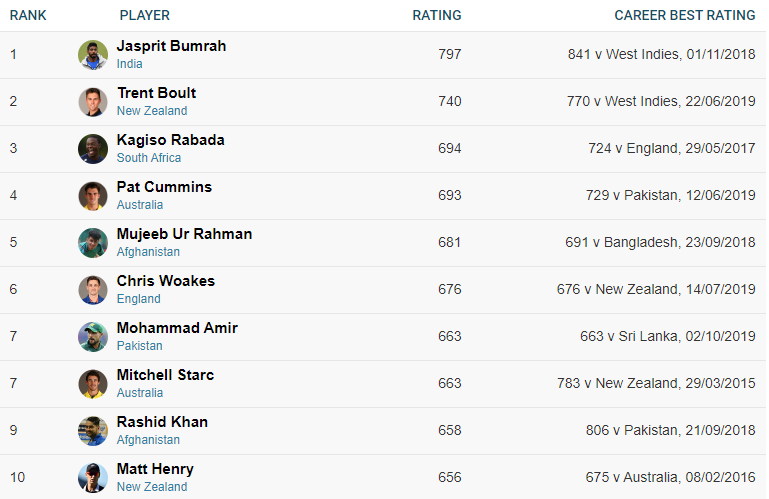 RANK PLAYER RATING CAREER BEST RATING
1 Jasprit Bumrah 797 841 v West Indies, 01/11/2018
India
2 Trent Boult 740 770 v West Indies, 22/06/2019
New Zealand
3 Kagiso Rabada 694 724 v England, 29/05/2017
South Africa
4 Pat Cummins 693 729 v Pakistan, 12/06/2019
Australia
5 Mujeeb Ur Rahman 681 691 v Bangladesh, 23/09/2018
Afghanistan
6 Chris Woakes 676 676 v New Zealand, 14/07/2019
England
7 Mohammad Amir 663 663 v Sri Lanka, 02/10/2019
Pakistan
7 Mitchell Starc 663 783 v New Zealand, 29/03/2015
Australia
9 Rashid Khan 658 806 v Pakistan, 21/09/2018
Afghanistan
10 Matt Henry 656 675 v Australia, 08/02/2016
New Zealand